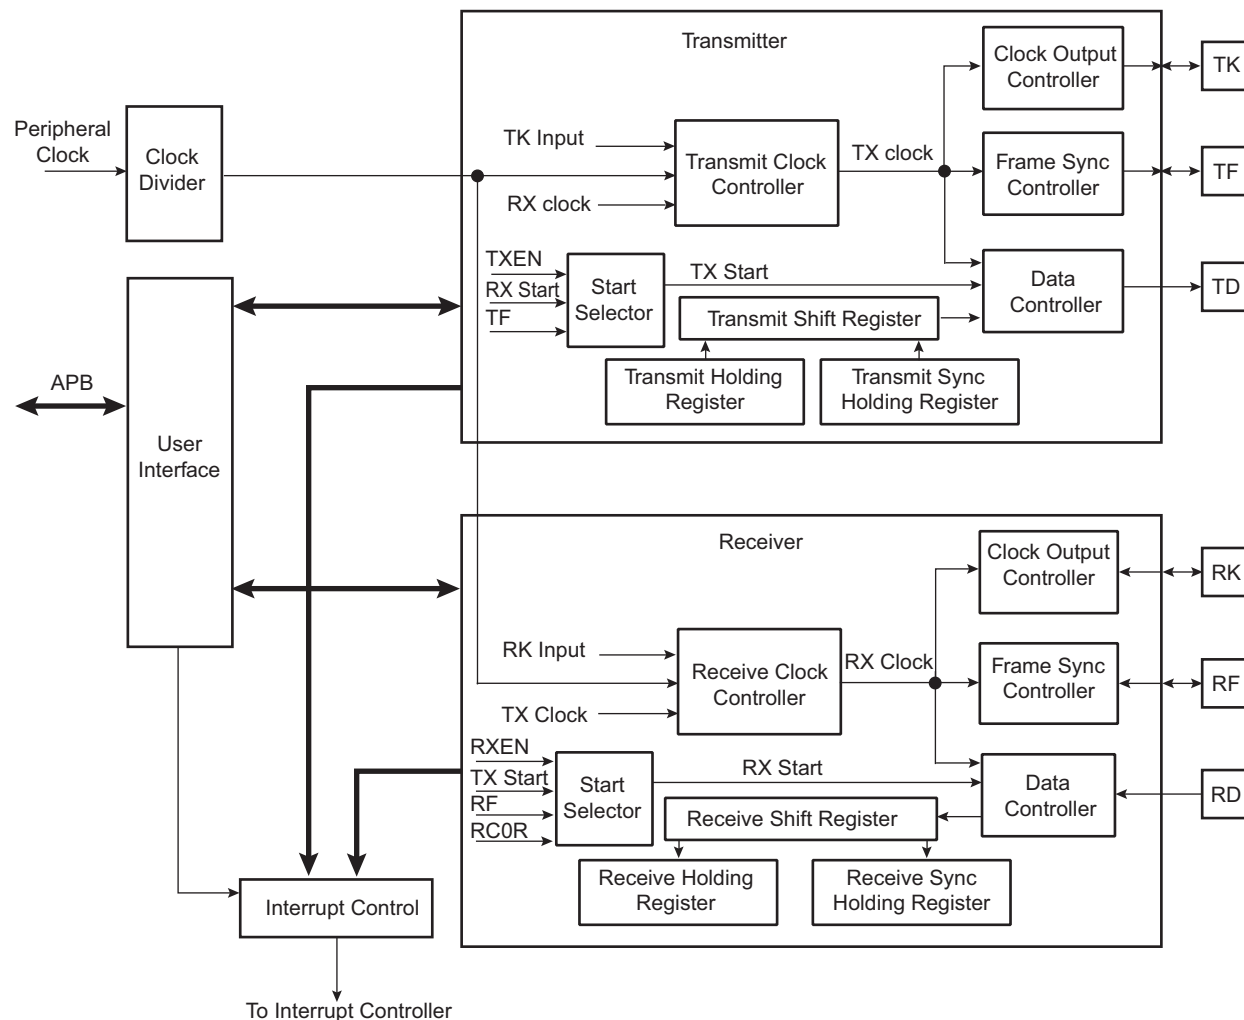 Transmitter
Clock Output
Controller
TK
Peripheral
Clock
Clock
Divider
TK Input
RX clock
Transmit Clock
Controller
TX clock
Frame Sync
Controller
TF
TXEN
RX Start
TF
Start
Selector
TX Start
Data
Controller
TD
Transmit Shift Register
Transmit Holding
Register
Transmit Sync
Holding Register
APB
User
Interface
Receiver
Clock Output
Controller
RK
RK Input
TX Clock
Receive Clock
Controller
RX Clock
Frame Sync
Controller
RF
RXEN
TX Start
RF
RC0R
Start
Selector
RX Start
Data
Controller
RD
Receive Shift Register
Receive Holding
Register
Receive Sync
Holding Register
Interrupt Control
To Interrupt Controller